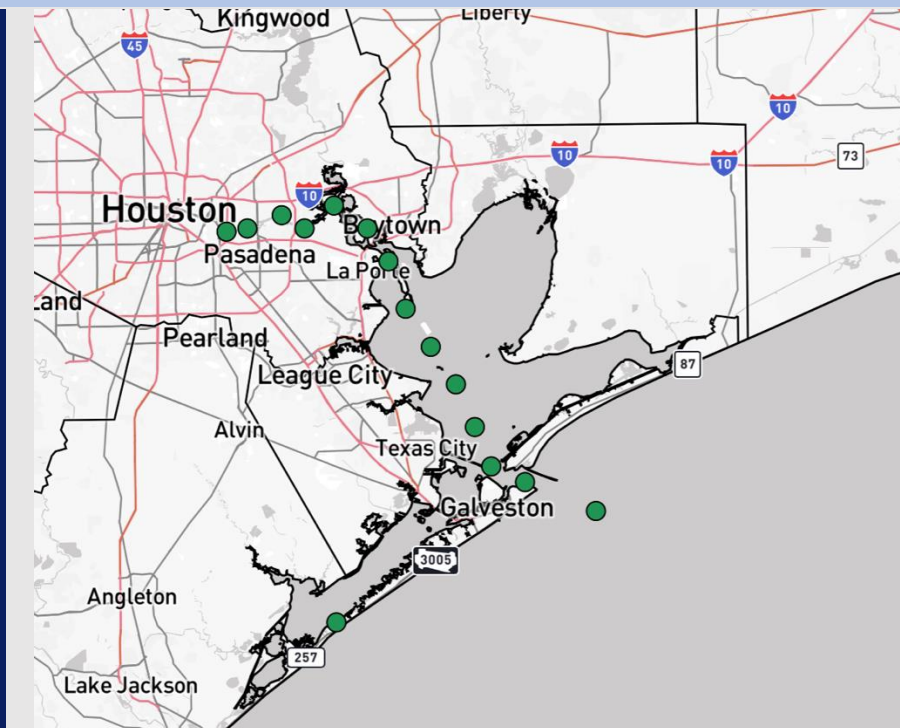 Kingwood
Liberty
45
10
10
10
10
73
Houston
Baytown
Pasadena
La Porte
Land
Pearland
87
League City
Alvin
Texas City
Galveston
3005
Angleton
257
Lake Jackson